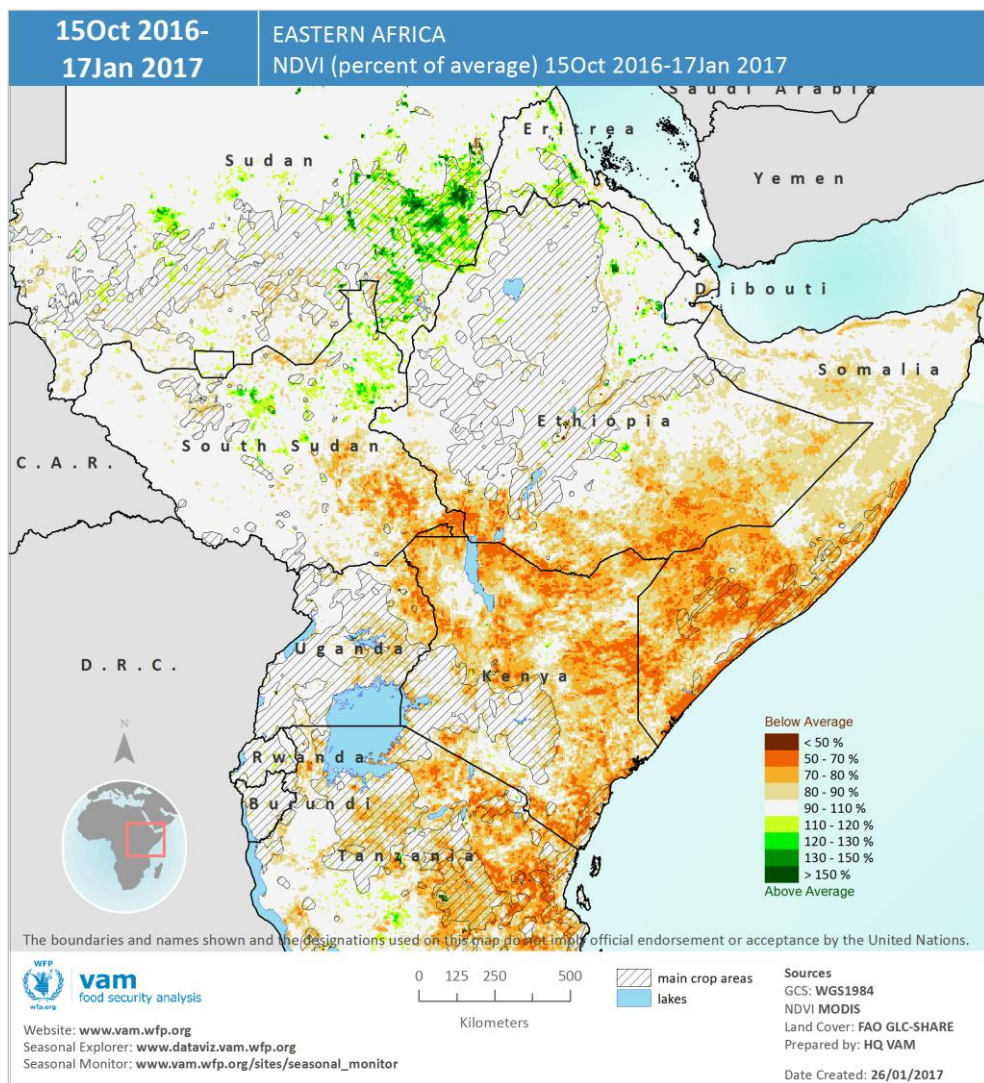 15Oct 2016-
17Jan 2017
EASTERN AFRICA
NDVI (percent of average) 15Oct 2016-17Jan 2017
Saudi Arabia
Eritrea
Sudan
Yemen
Djibouti
Somalia
Ethiopia
South Sudan
C.A.R.
D.R.C.
Uganda
Kenya
Rwanda
Burundi
Tanzania
N
Below Average
< 50 %
50 - 70 %
70 - 80 %
80 - 90 %
90 - 110 %
110 - 120 %
120 - 130 %
130 - 150 %
> 150 %
Above Average
The boundaries and names shown and the designations used on this map do not imply official endorsement or acceptance by the United Nations.
WFP
wfp.org
vam
food security analysis
Website: www.vam.wfp.org
Seasonal Explorer: www.dataviz.vam.wfp.org
Seasonal Monitor: www.vam.wfp.org/sites/seasonal_monitor
0 125 250 500
Kilometers
main crop areas
lakes
Sources
GCS: WGS1984
NDVI MODIS
Land Cover: FAO GLC-SHARE
Prepared by: HQ VAM
Date Created: 26/01/2017